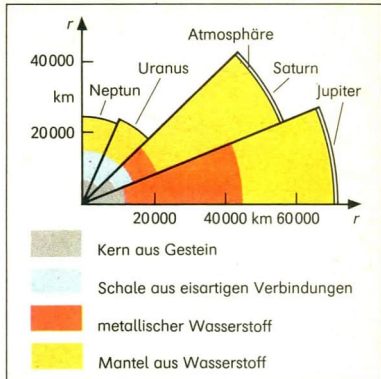 r
Atmosphäre
40000
Uranus
Saturn
km
Neptun
Jupiter
20000
20000
40000 km 60000
r
Kern aus Gestein
Schale aus eisartigen Verbindungen
metallischer Wasserstoff
Mantel aus Wasserstoff